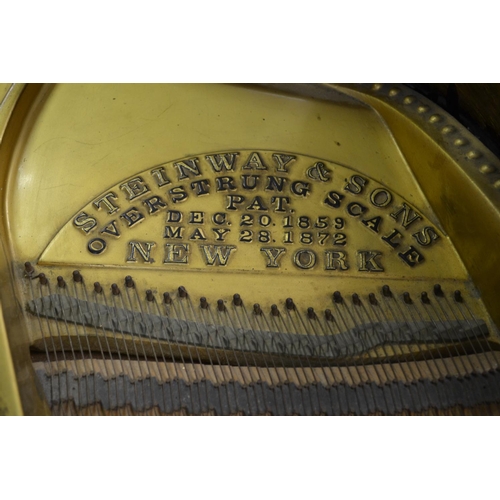 STEINWAY & SONS
OVERSTRUNG SCALE
PAT.
DEC. 20. 1859
MAY 28. 1872
NEW YORK